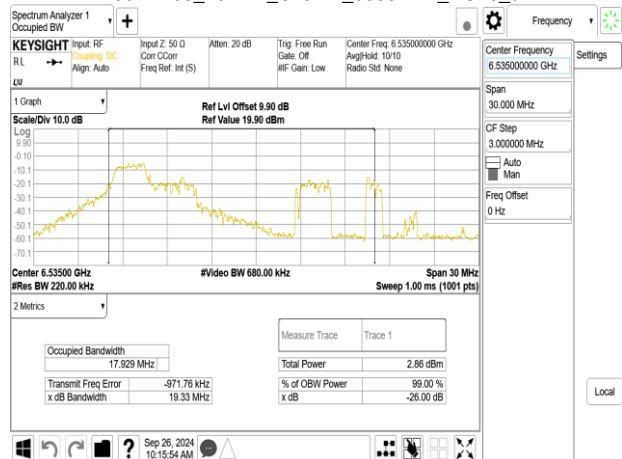 Spectrum Analyzer 1
Occupied BW
Frequency
KEYSIGHT
RL
LXI
Input: RF
Coupling: DC
Align: Auto
Input Z: 50 Ω
Corr CCorr
Freq Ref: Int (S)
Atten: 20 dB
Trig: Free Run
Gate: Off
#IF Gain: Low
Center Freq: 6.535000000 GHz
Avg|Hold: 10/10
Radio Std: None
Center Frequency
6.535000000 GHz
Settings
Span
30.000 MHz
CF Step
3.000000 MHz
Auto
Man
Freq Offset
0 Hz
Local
1 Graph
Scale/Div 10.0 dB
Ref Lvl Offset 9.90 dB
Ref Value 19.90 dBm
Log
9.90
-0.10
-10.1
-20.1
-30.1
-40.1
-50.1
-60.1
-70.1
Center 6.53500 GHz
#Video BW 680.00 kHz
Span 30 MHz
#Res BW 220.00 kHz
Sweep 1.00 ms (1001 pts)
2 Metrics
Measure Trace
Trace 1
Occupied Bandwidth
17.929 MHz
Total Power
2.86 dBm
Transmit Freq Error
-971.76 kHz
% of OBW Power
99.00 %
x dB Bandwidth
19.33 MHz
x dB
-26.00 dB
Sep 26, 2024
10:15:54 AM